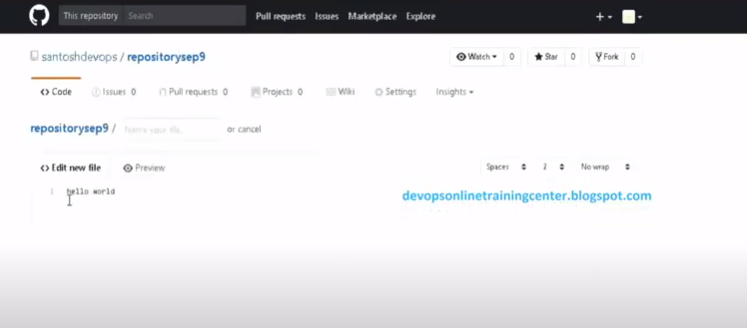 This repository Search Pull requests Issues Marketplace Explore
santoshdevops / repositorysep9 Watch 0 Star 0 Fork 0
Code Issues 0 Pull requests 0 Projects 0 Wiki Settings Insights
repositorysep9 / Name your file... or cancel
Edit new file Preview Spaces 2 No wrap
1 hello world
devopsonlinetrainingcenter.blogspot.com